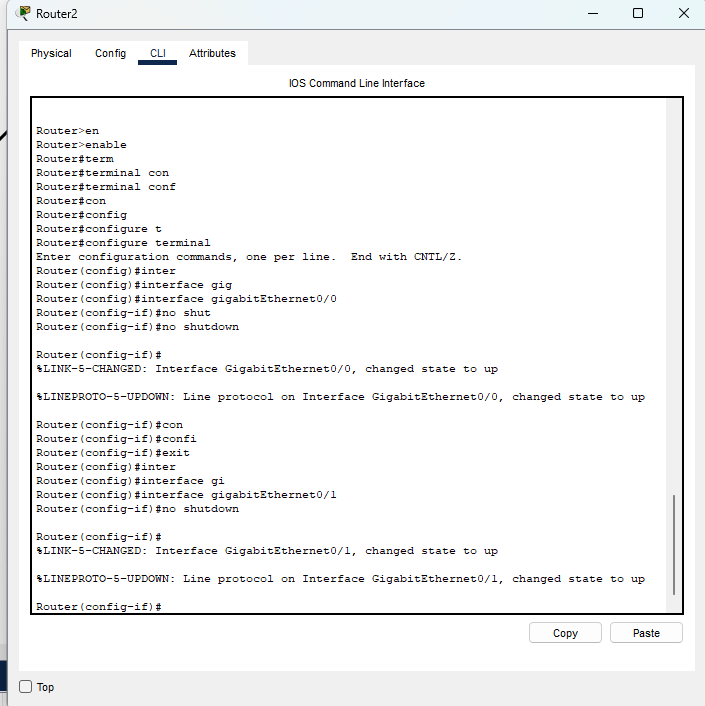 Router2
Physical Config CLI Attributes
IOS Command Line Interface
Router>en
Router>enable
Router#term
Router#terminal con
Router#terminal conf
Router#con
Router#config
Router#configure t
Router#configure terminal
Enter configuration commands, one per line.  End with CNTL/Z.
Router(config)#inter
Router(config)#interface gig
Router(config)#interface gigabitEthernet0/0
Router(config-if)#no shut
Router(config-if)#no shutdown
Router(config-if)#
%LINK-5-CHANGED: Interface GigabitEthernet0/0, changed state to up
%LINEPROTO-5-UPDOWN: Line protocol on Interface GigabitEthernet0/0, changed state to up
Router(config-if)#con
Router(config-if)#confi
Router(config-if)#exit
Router(config)#inter
Router(config)#interface gi
Router(config)#interface gigabitEthernet0/1
Router(config-if)#no shutdown
Router(config-if)#
%LINK-5-CHANGED: Interface GigabitEthernet0/1, changed state to up
%LINEPROTO-5-UPDOWN: Line protocol on Interface GigabitEthernet0/1, changed state to up
Router(config-if)#
Copy Paste
Top